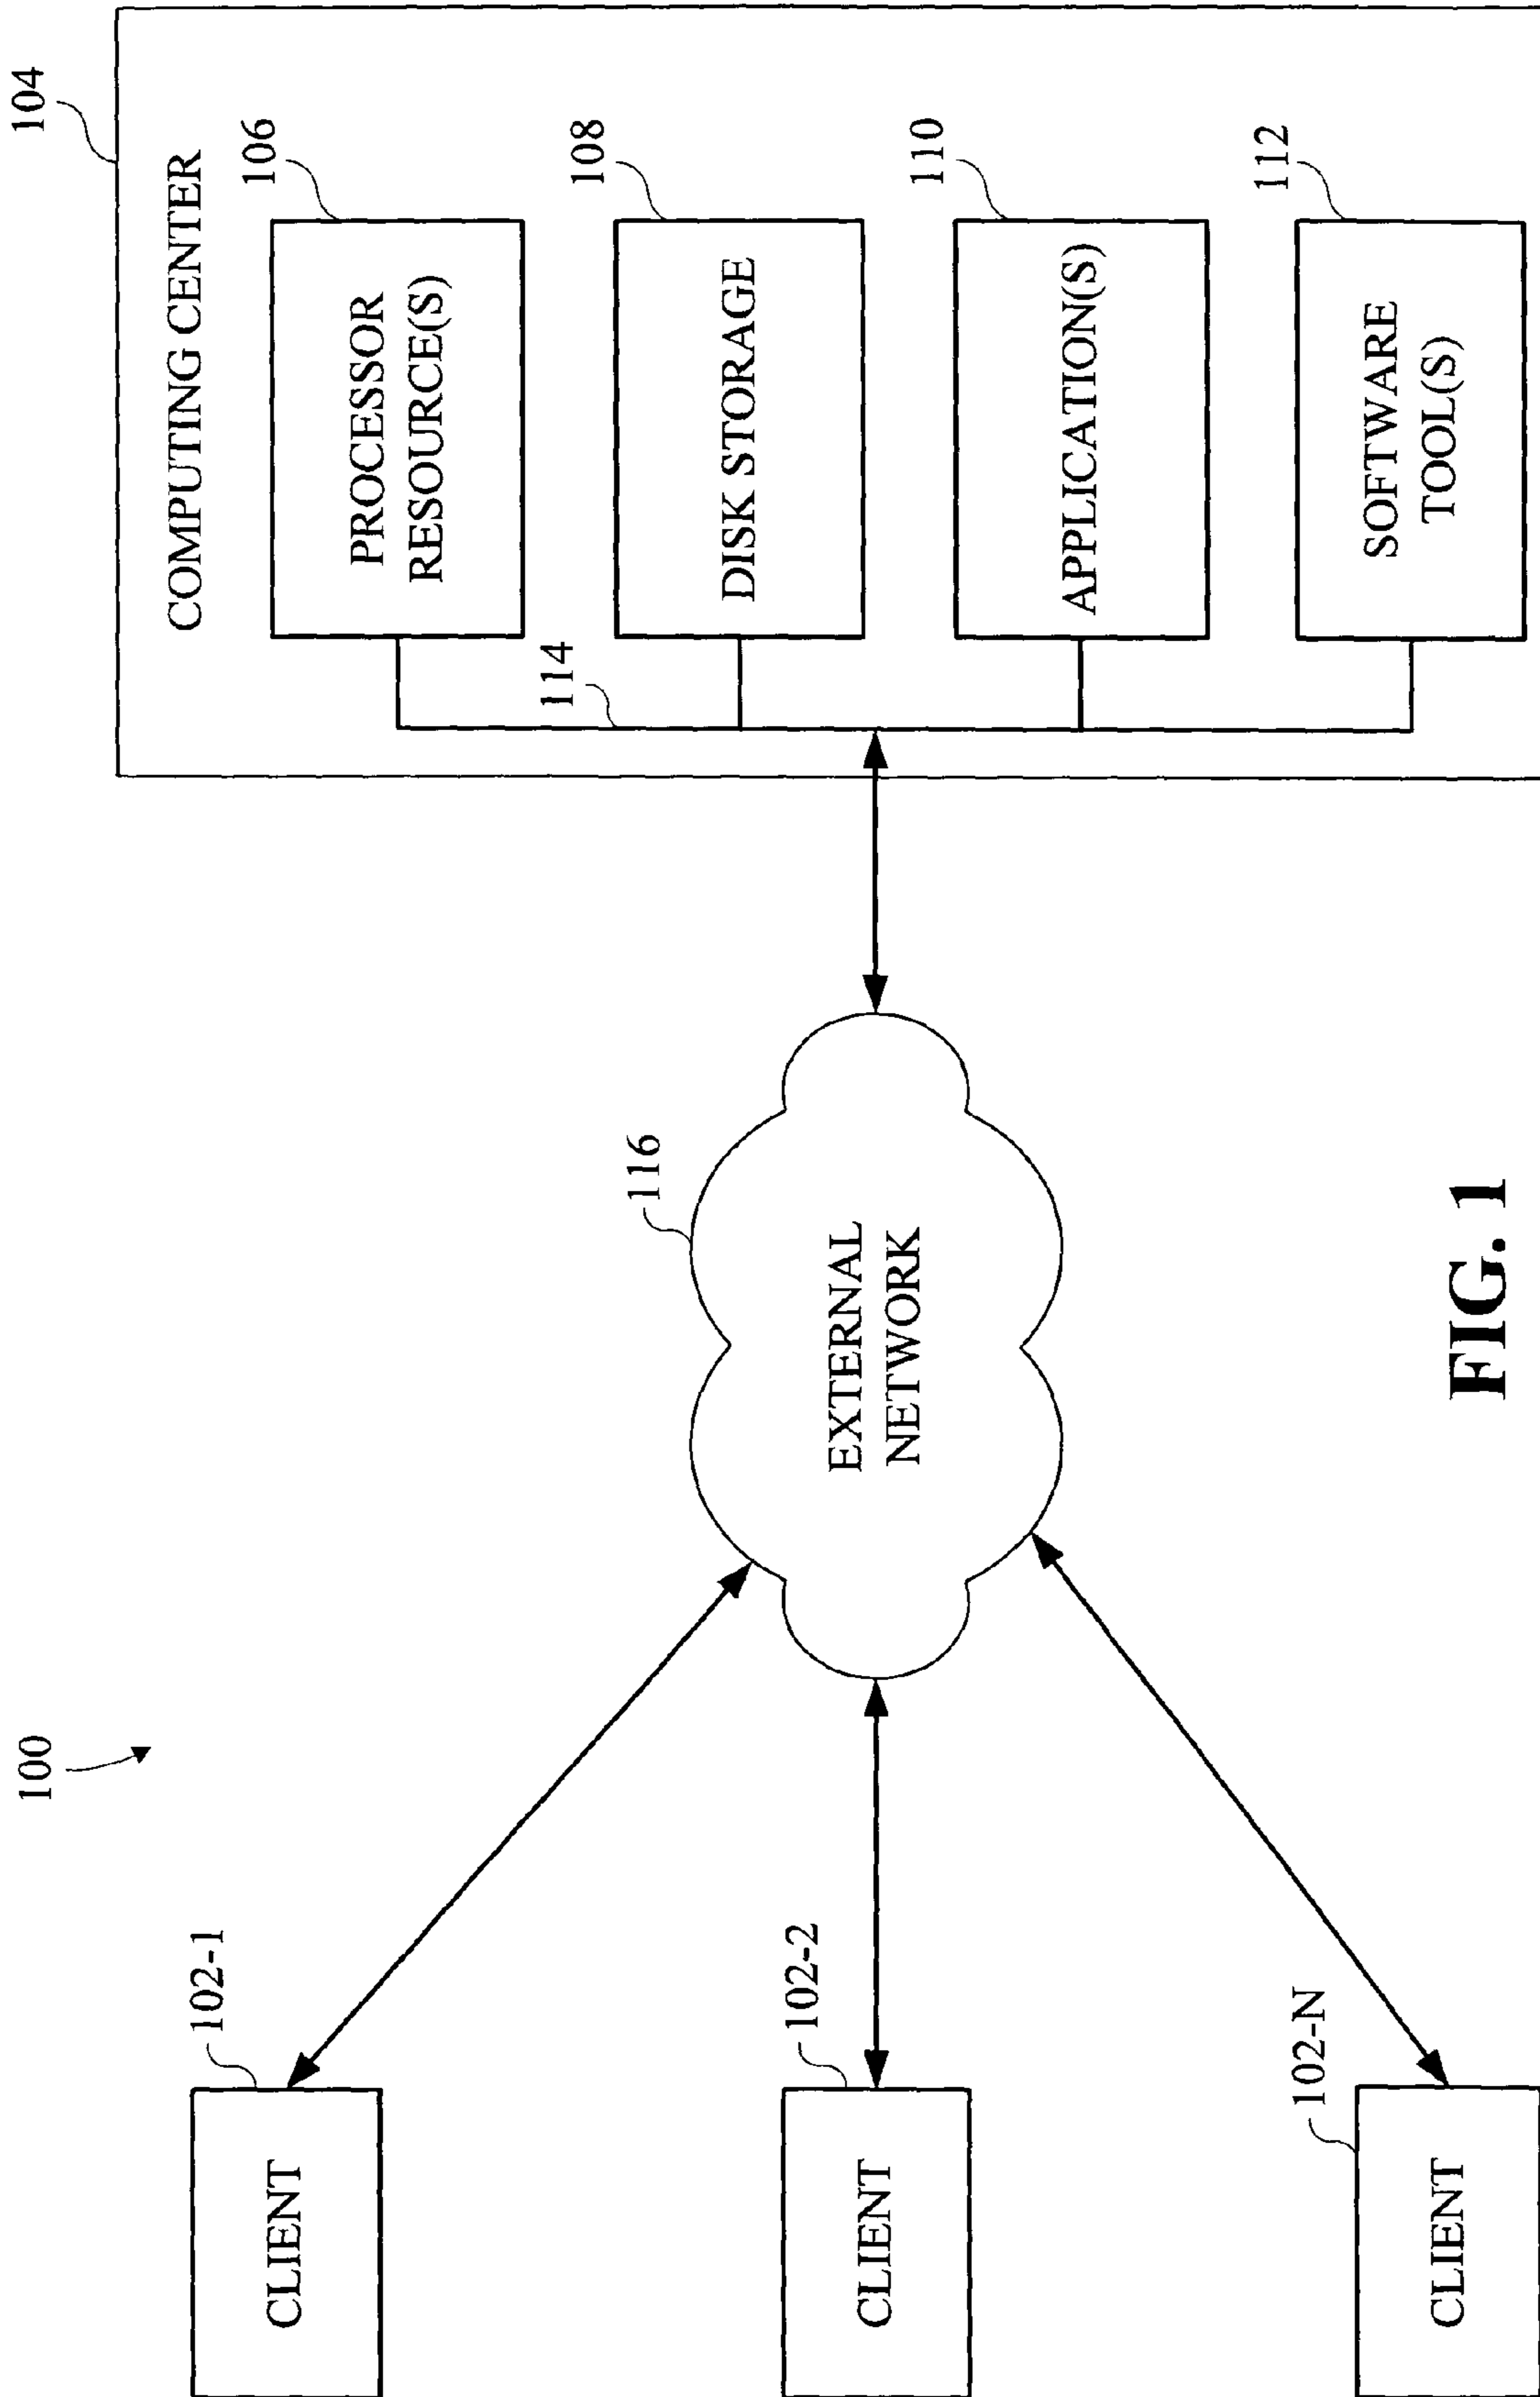 100
104
COMPUTING CENTER
102-1
CLIENT
106
PROCESSOR
RESOURCE(S)
114
116
108
DISK STORAGE
102-2
CLIENT
EXTERNAL
NETWORK
110
APPLICATION(S)
102-N
CLIENT
112
SOFTWARE
TOOL(S)
FIG. 1